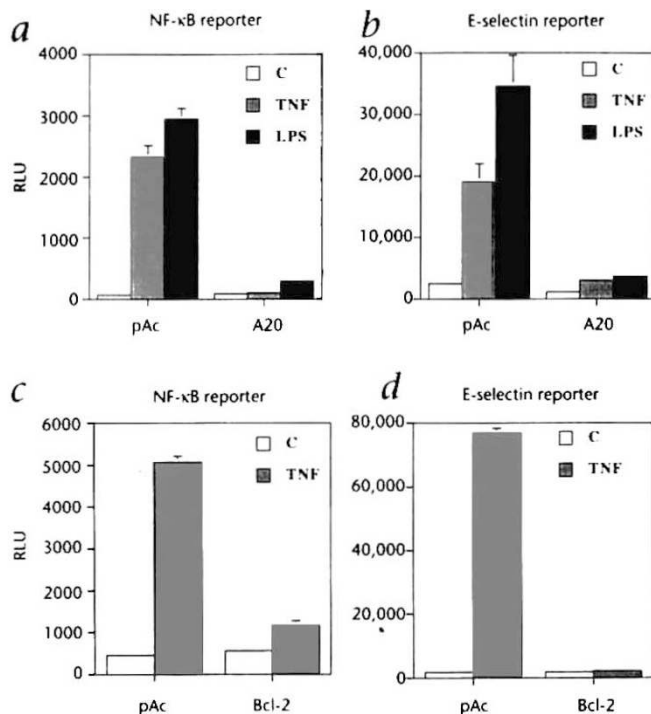 a
NF-κB reporter
RLU
4000
3000
2000
1000
0
C
TNF
LPS
pAc
A20
b
E-selectin reporter
40,000
30,000
20,000
10,000
0
C
TNF
LPS
pAc
A20
c
NF-κB reporter
RLU
6000
5000
4000
3000
2000
1000
0
C
TNF
pAc
Bcl-2
d
E-selectin reporter
80,000
60,000
40,000
20,000
0
C
TNF
pAc
Bcl-2